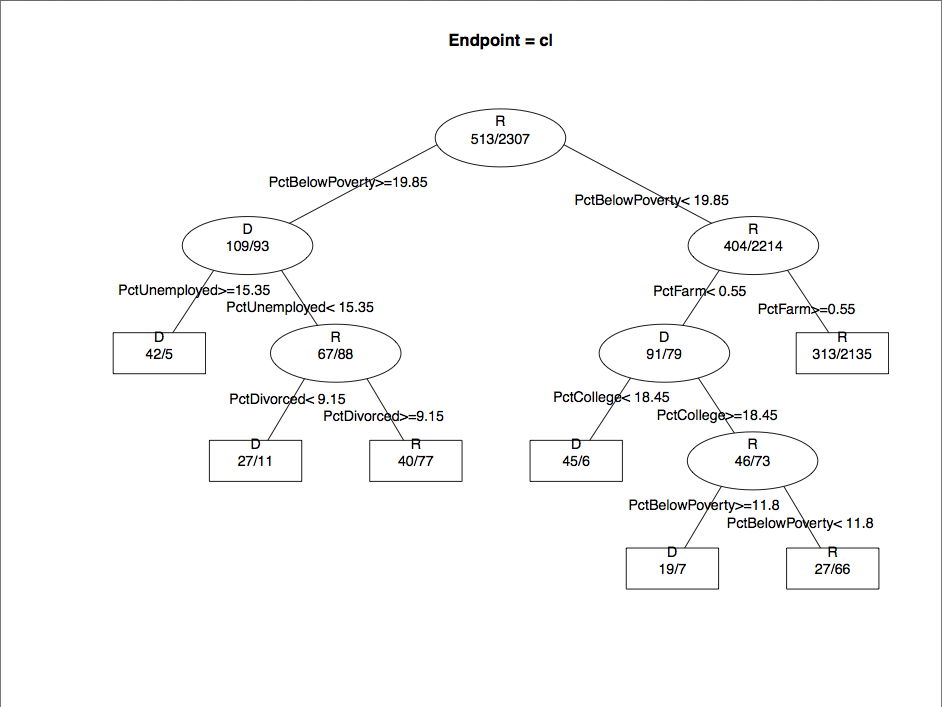 Endpoint = cl
R
513/2307
PctBelowPoverty>=19.85
PctBelowPoverty< 19.85
D
109/93
R
404/2214
PctUnemployed>=15.35
PctUnemployed< 15.35
PctFarm< 0.55
PctFarm>=0.55
D
42/5
R
67/88
D
91/79
R
313/2135
PctDivorced< 9.15
PctDivorced>=9.15
PctCollege< 18.45
PctCollege>=18.45
D
27/11
R
40/77
D
45/6
R
46/73
PctBelowPoverty>=11.8
PctBelowPoverty< 11.8
D
19/7
R
27/66